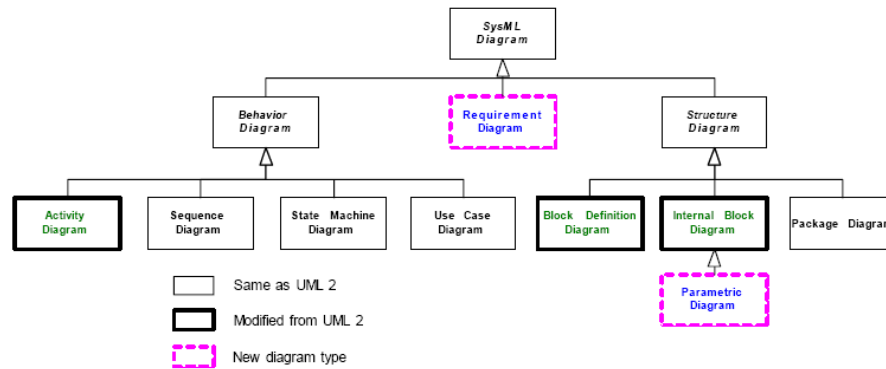 SysML
Diagram
Behavior
Diagram
Requirement
Diagram
Structure
Diagram
Activity
Diagram
Sequence
Diagram
State Machine
Diagram
Use Case
Diagram
Block Definition
Diagram
Internal Block
Diagram
Package Diagram
Parametric
Diagram
Same as UML 2
Modified from UML 2
New diagram type